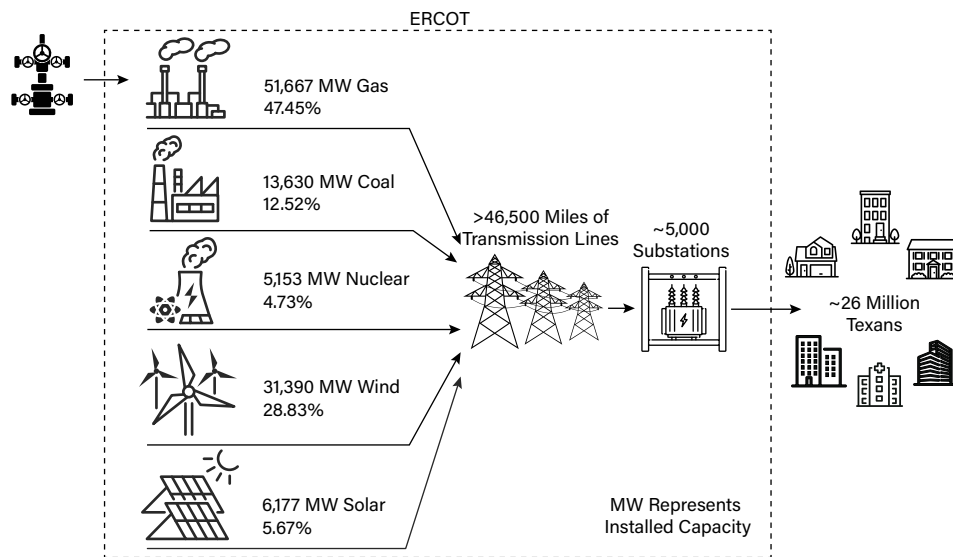 ERCOT
51,667 MW Gas
47.45%
13,630 MW Coal
12.52%
5,153 MW Nuclear
4.73%
31,390 MW Wind
28.83%
6,177 MW Solar
5.67%
>46,500 Miles of
Transmission Lines
~5,000
Substations
~26 Million
Texans
MW Represents
Installed Capacity